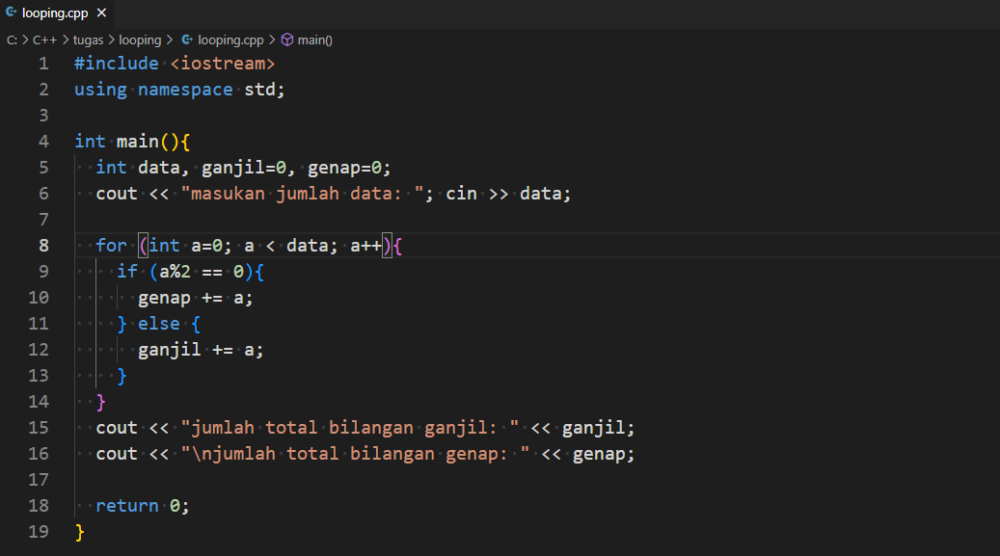 looping.cpp ×
C: > C++ > tugas > looping > looping.cpp > main()
1 #include <iostream>
2 using namespace std;
3
4 int main(){
5   int data, ganjil=0, genap=0;
6   cout << "masukan jumlah data: "; cin >> data;
7
8   for (int a=0; a < data; a++){
9     if (a%2 == 0){
10       genap += a;
11     } else {
12       ganjil += a;
13     }
14   }
15   cout << "jumlah total bilangan ganjil: " << ganjil;
16   cout << "\njumlah total bilangan genap: " << genap;
17
18   return 0;
19 }